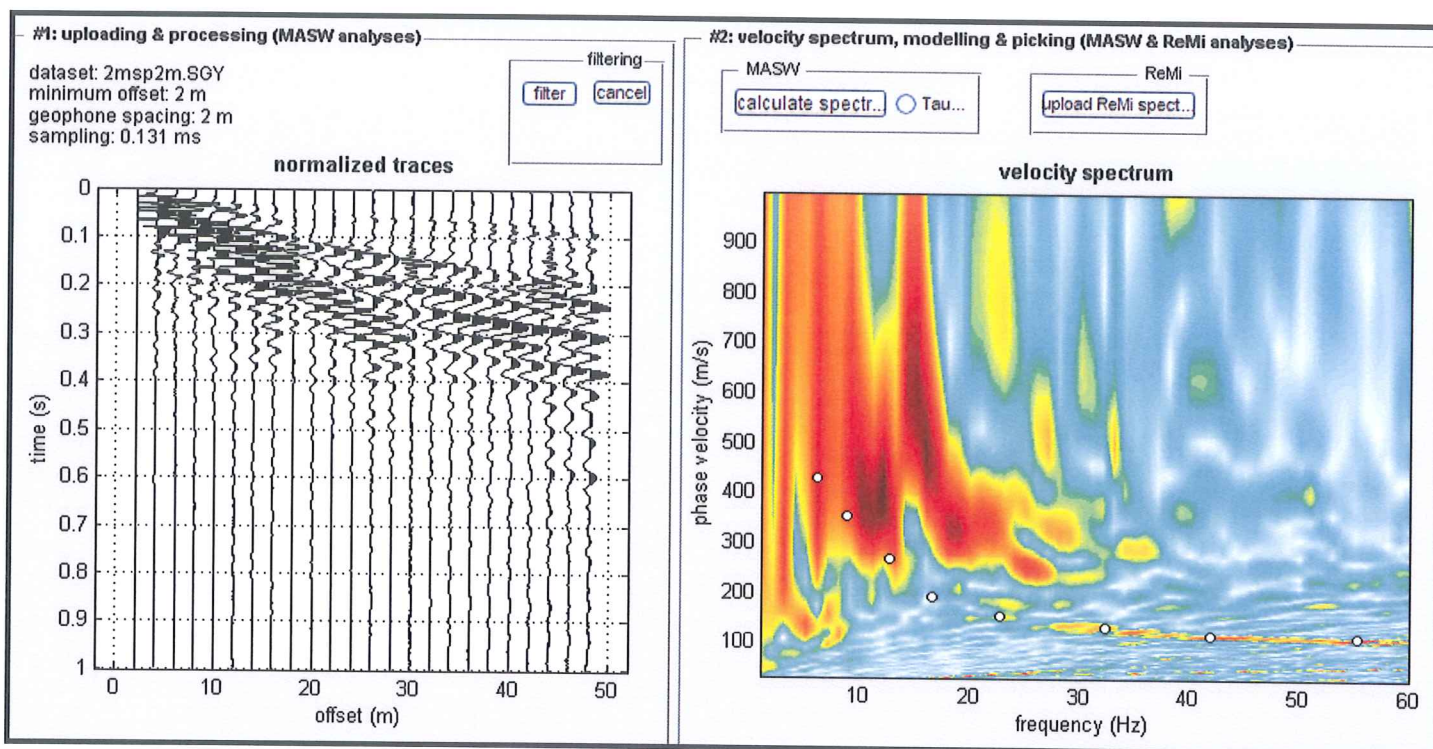 #1: uploading & processing (MASW analyses)
dataset: 2msp2m.SGY
minimum offset: 2 m
geophone spacing: 2 m
sampling: 0.131 ms
filtering
filter cancel
normalized traces
0
0.1
0.2
0.3
0.4
0.5
0.6
0.7
0.8
0.9
1
time (s)
0 10 20 30 40 50
offset (m)
#2: velocity spectrum, modelling & picking (MASW & ReMi analyses)
MASW
calculate spectr... Tau...
ReMi
upload ReMi spect...
velocity spectrum
900
800
700
600
500
400
300
200
100
phase velocity (m/s)
10 20 30 40 50 60
frequency (Hz)